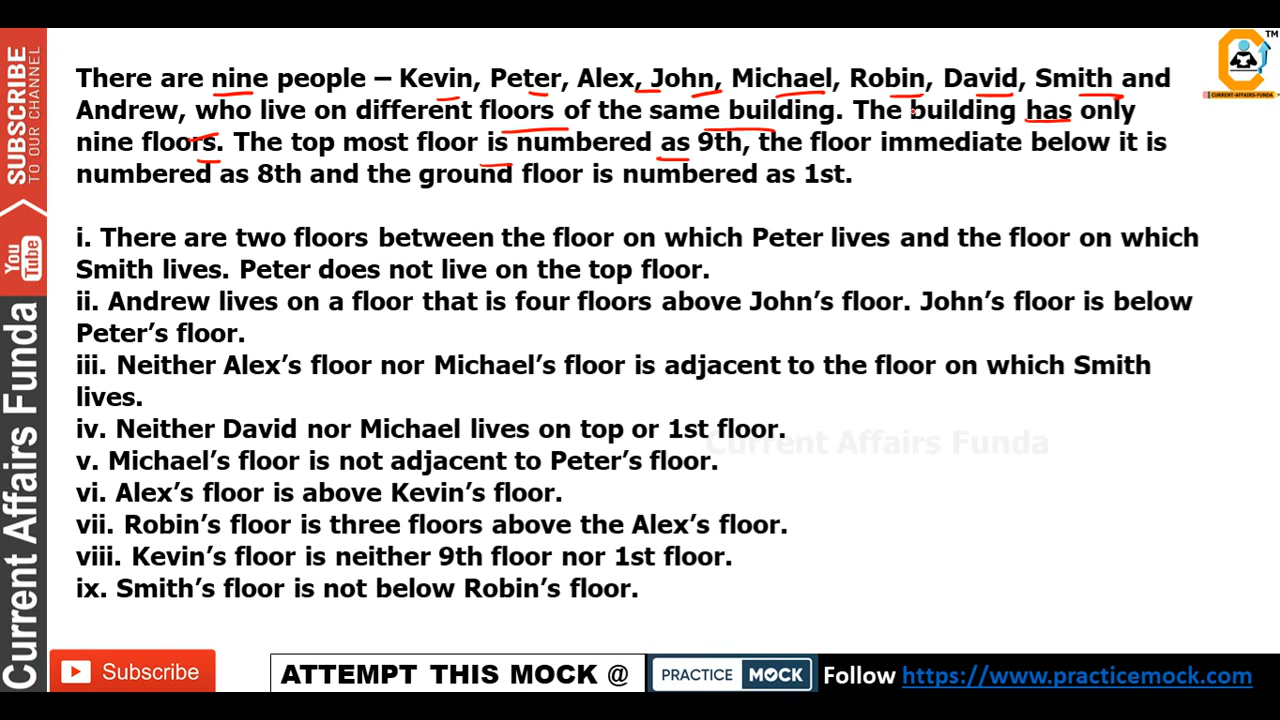 There are nine people – Kevin, Peter, Alex, John, Michael, Robin, David, Smith and
Andrew, who live on different floors of the same building. The building has only
nine floors. The top most floor is numbered as 9th, the floor immediate below it is
numbered as 8th and the ground floor is numbered as 1st.
i. There are two floors between the floor on which Peter lives and the floor on which
Smith lives. Peter does not live on the top floor.
ii. Andrew lives on a floor that is four floors above John’s floor. John’s floor is below
Peter’s floor.
iii. Neither Alex’s floor nor Michael’s floor is adjacent to the floor on which Smith
lives.
iv. Neither David nor Michael lives on top or 1st floor.
v. Michael’s floor is not adjacent to Peter’s floor.
vi. Alex’s floor is above Kevin’s floor.
vii. Robin’s floor is three floors above the Alex’s floor.
viii. Kevin’s floor is neither 9th floor nor 1st floor.
ix. Smith’s floor is not below Robin’s floor.
Current Affairs Funda
SUBSCRIBE
TO OUR CHANNEL
You
Tube
Current Affairs Funda
TM
CURRENT-AFFAIRS-FUNDA
Subscribe
ATTEMPT THIS MOCK @
PRACTICE MOCK
Follow https://www.practicemock.com